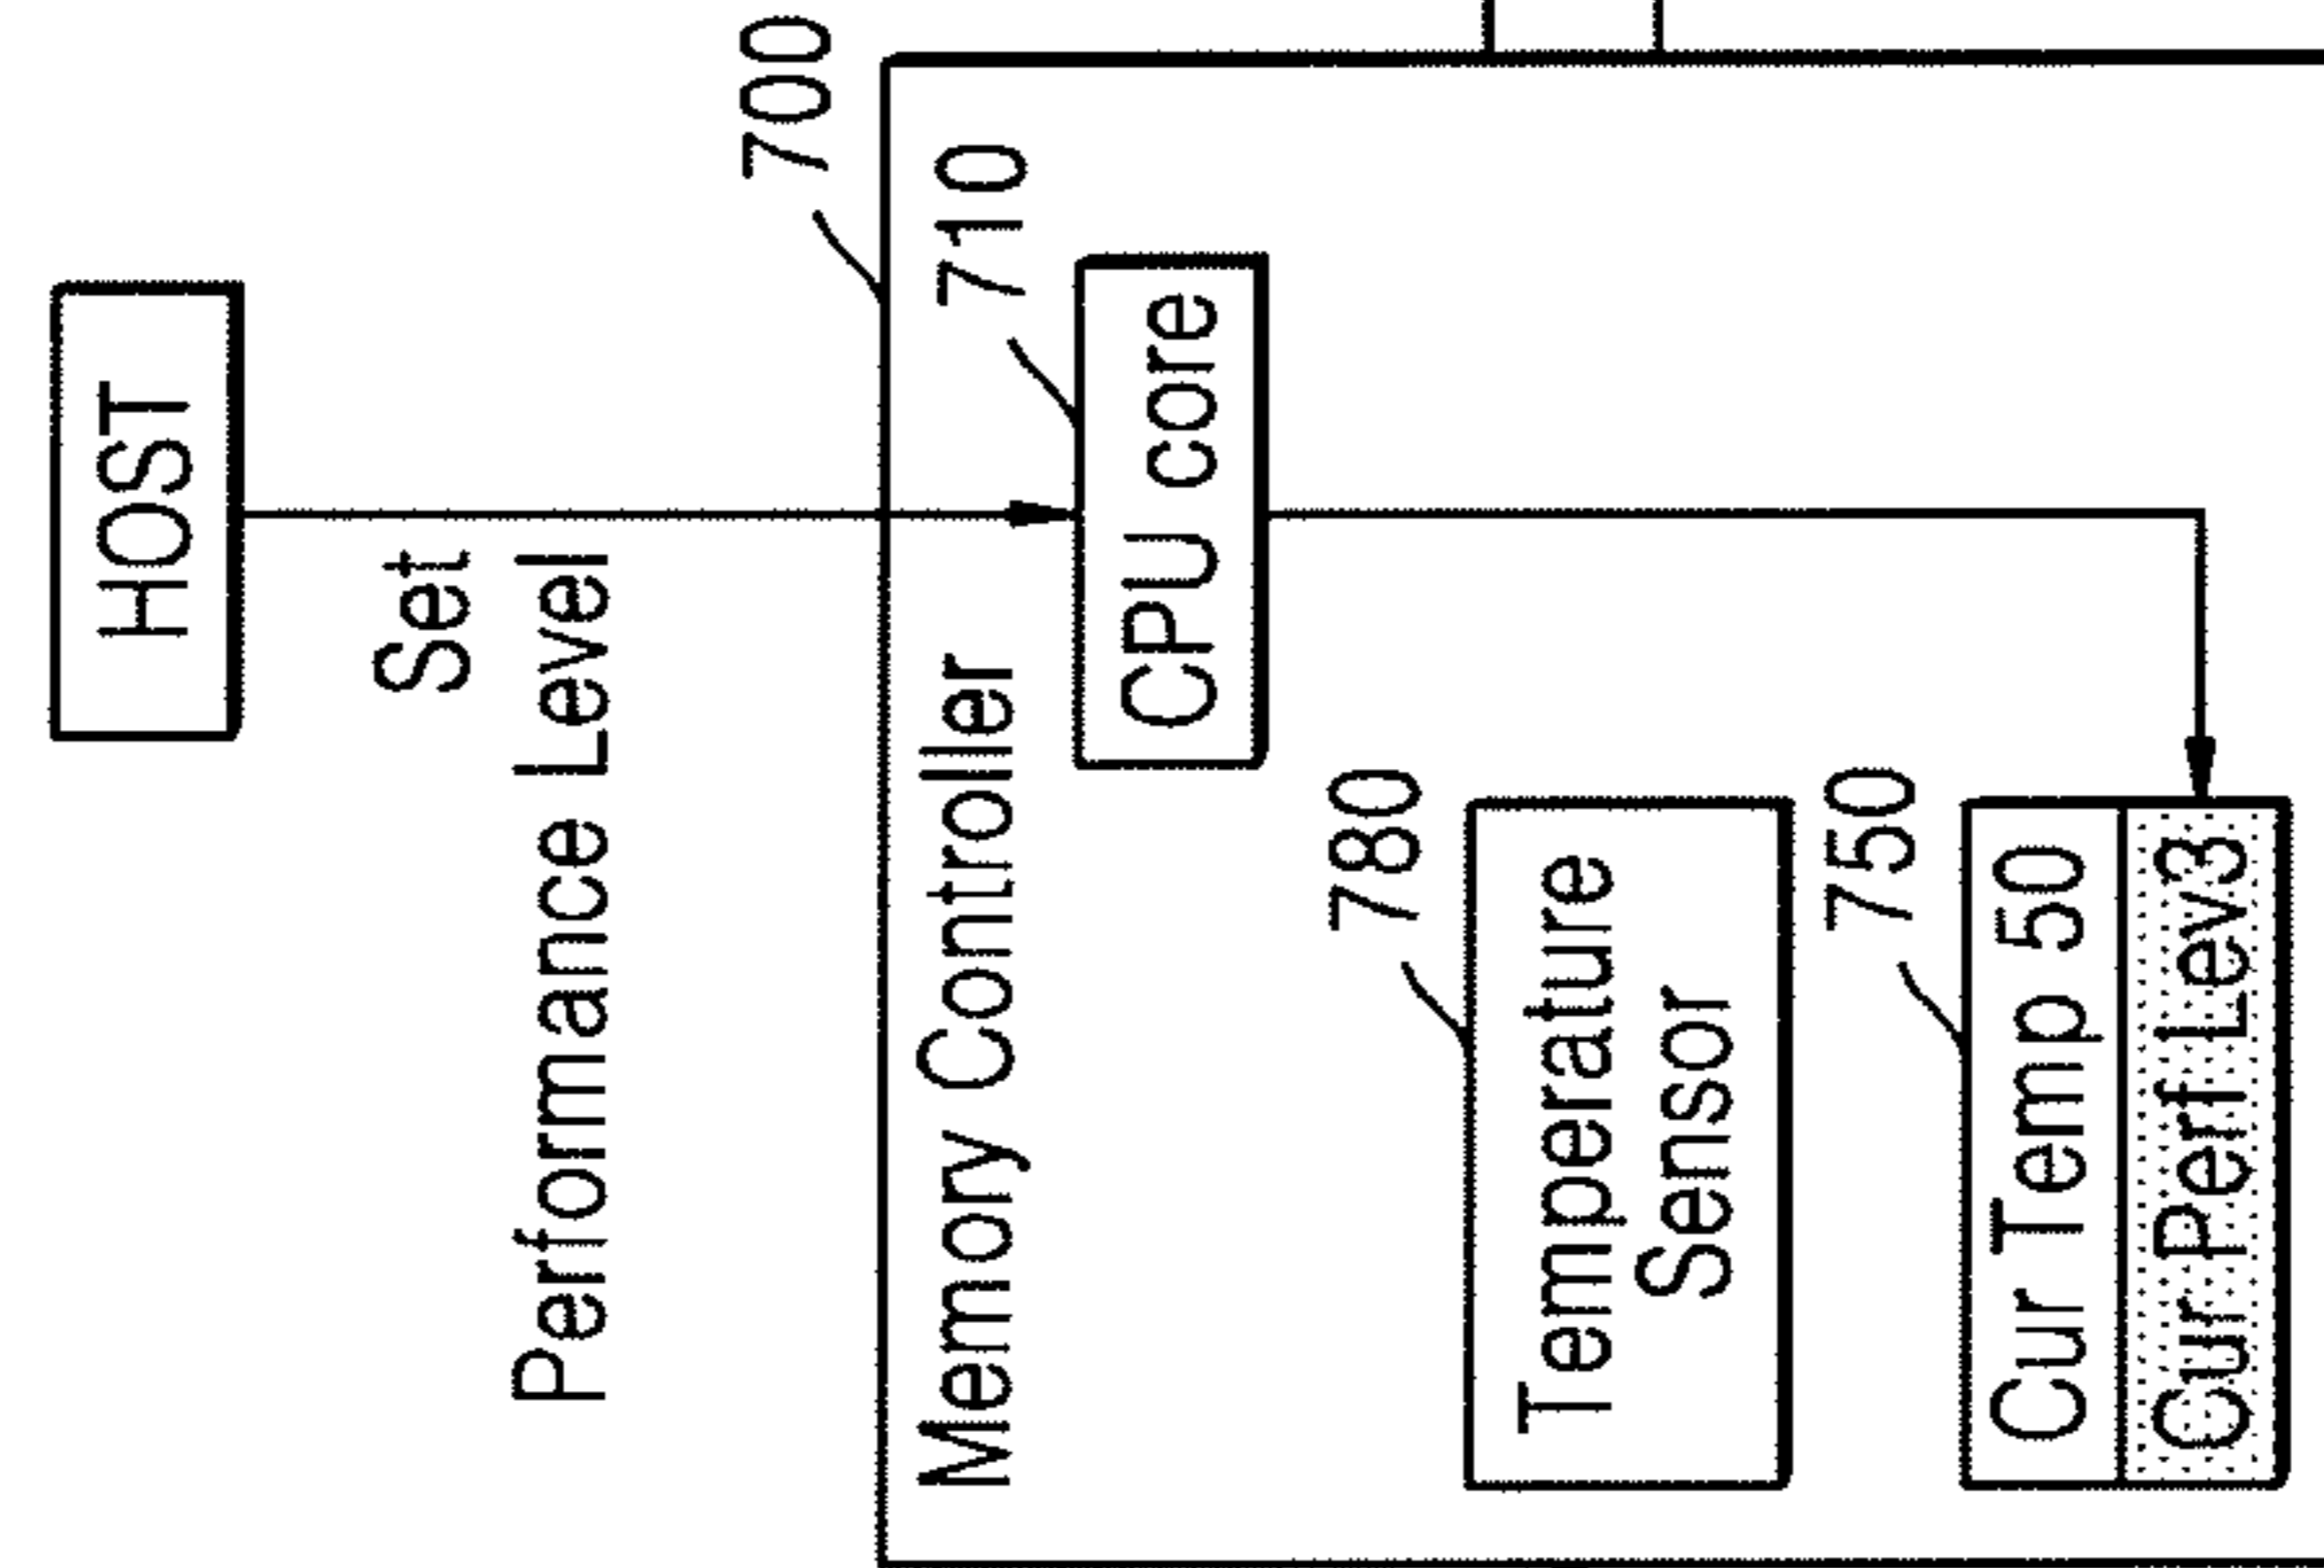 HOST
Set
Performance Level
700
Memory Controller
710
CPU core
780
Temperature
Sensor
750
Cur Temp 50
Cur Perf Lev3